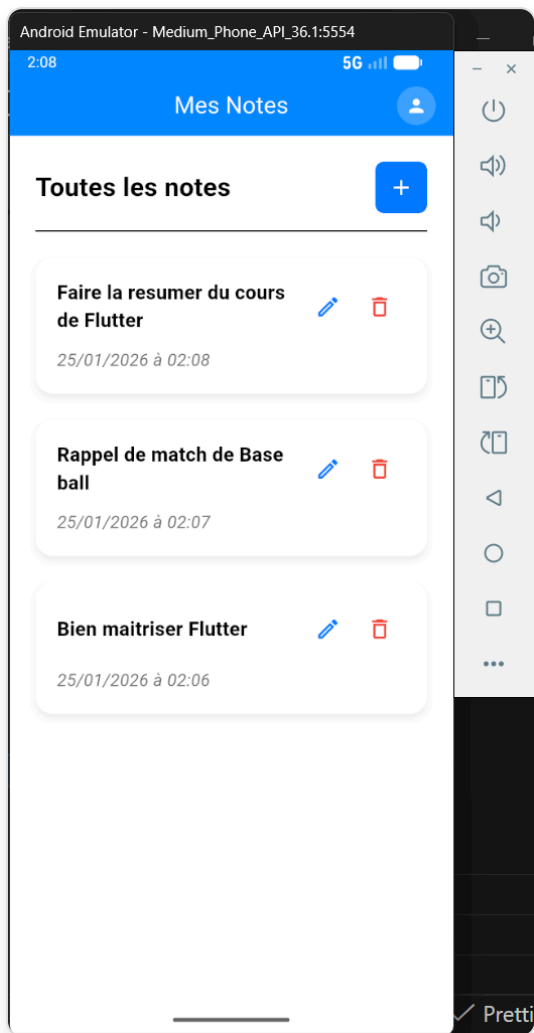 Android Emulator - Medium_Phone_API_36.1:5554
2:08
5G
Mes Notes
Toutes les notes
+
Faire la resumer du cours
de Flutter
25/01/2026 à 02:08
Rappel de match de Base
ball
25/01/2026 à 02:07
Bien maitriser Flutter
25/01/2026 à 02:06
Pretti